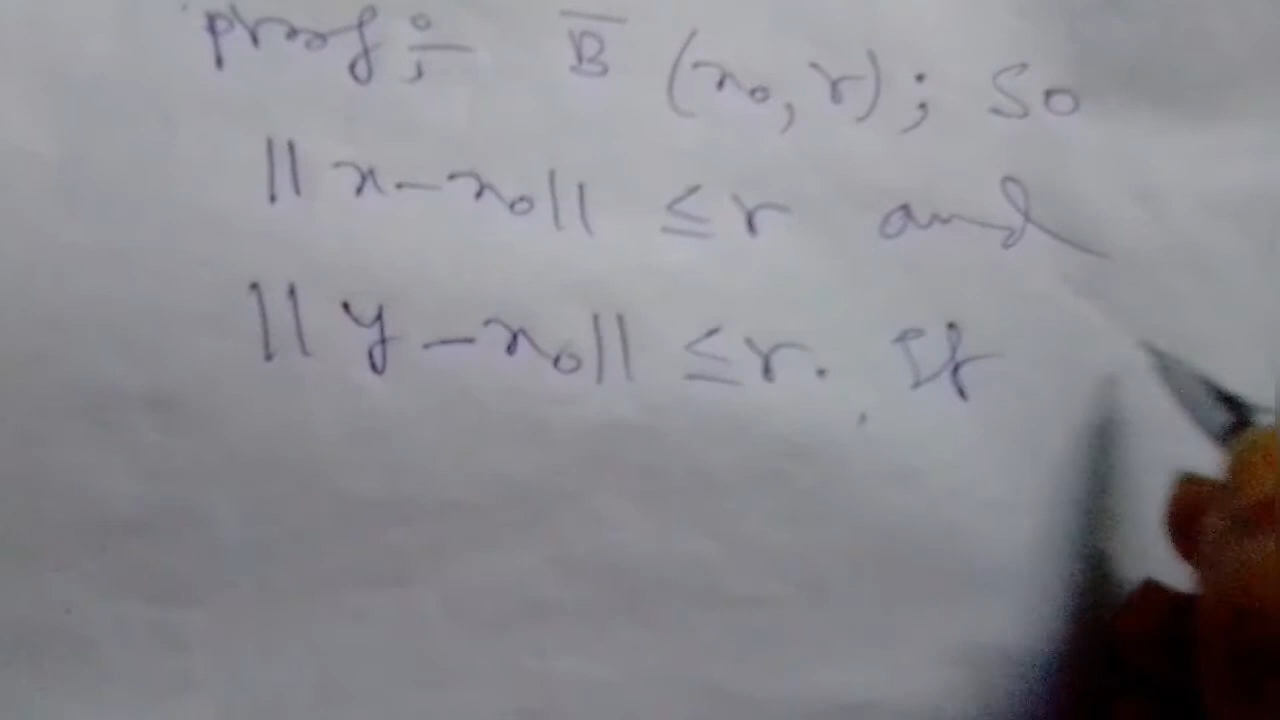 proof :- B̅ (x₀, r); So
||x-x₀|| ≤ r and
||y-x₀|| ≤ r. If